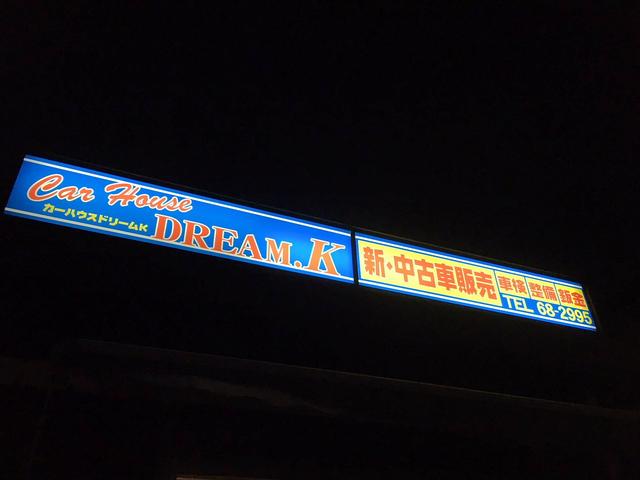 Car House
カーハウスドリームK
DREAM.K
新・中古車販売
車検 整備 鈑金
TEL 68-2995